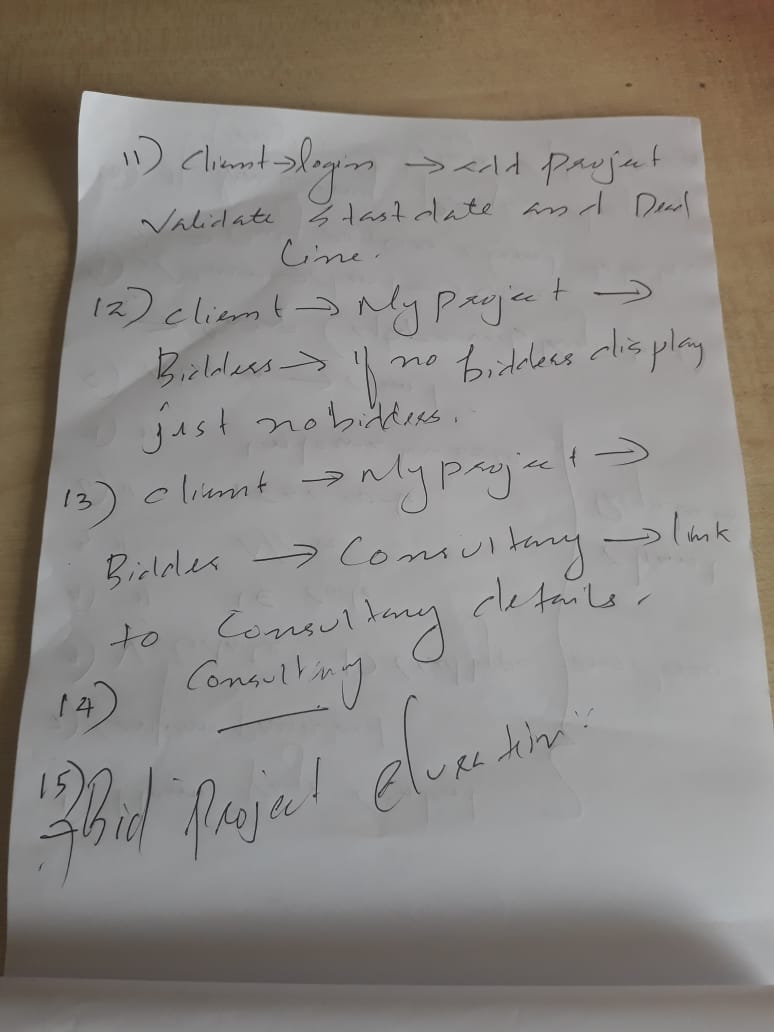 11) Client → login → add project
Validate start date and Dead
line.
12) client → My project →
Bidders → if no bidders display
just no bidders.
13) client → My project →
Bidder → Consultany → link
to Consultany details.
14) Consulting
15) Bid Project